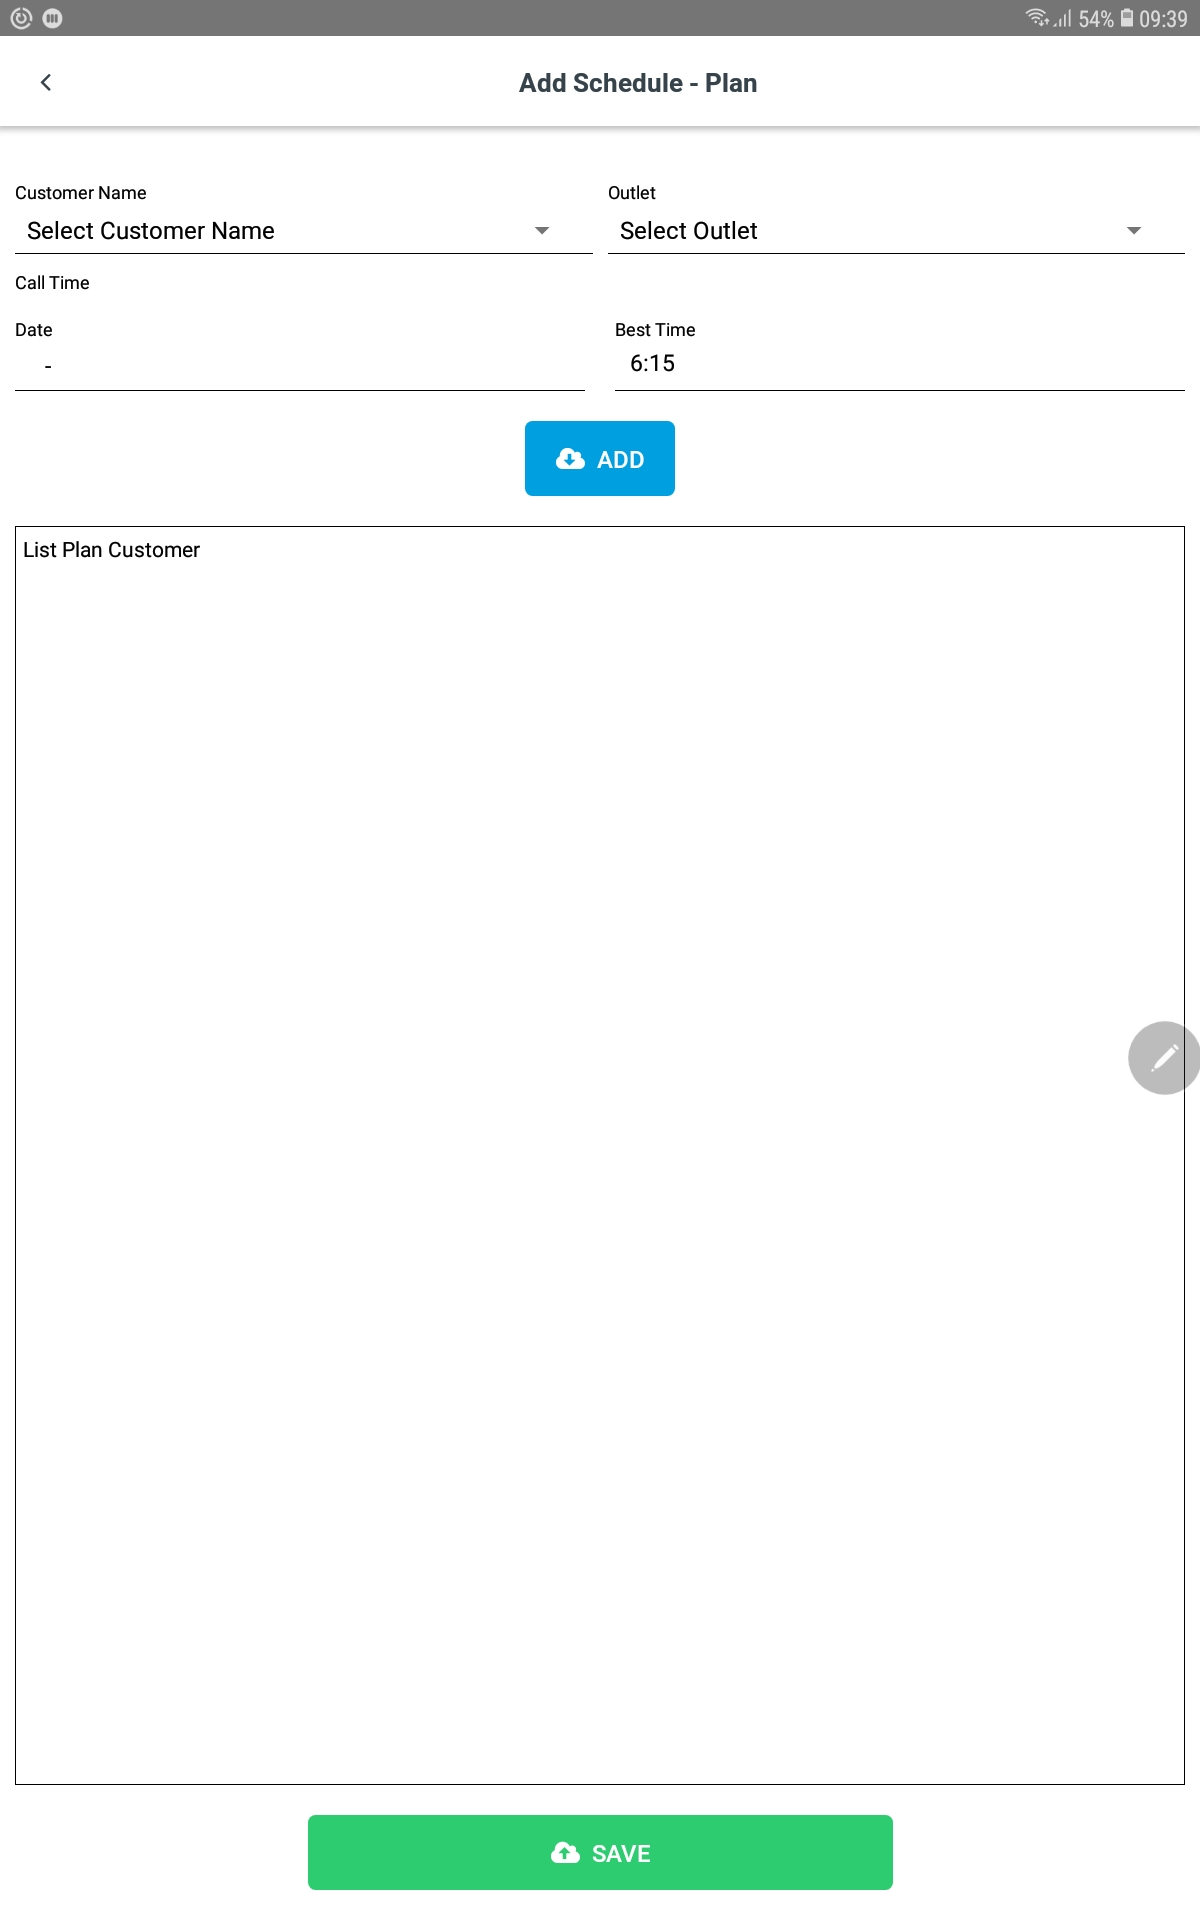 54% 09:39
Add Schedule - Plan
Customer Name Outlet
Select Customer Name Select Outlet
Call Time
Date Best Time
- 6:15
ADD
List Plan Customer
SAVE